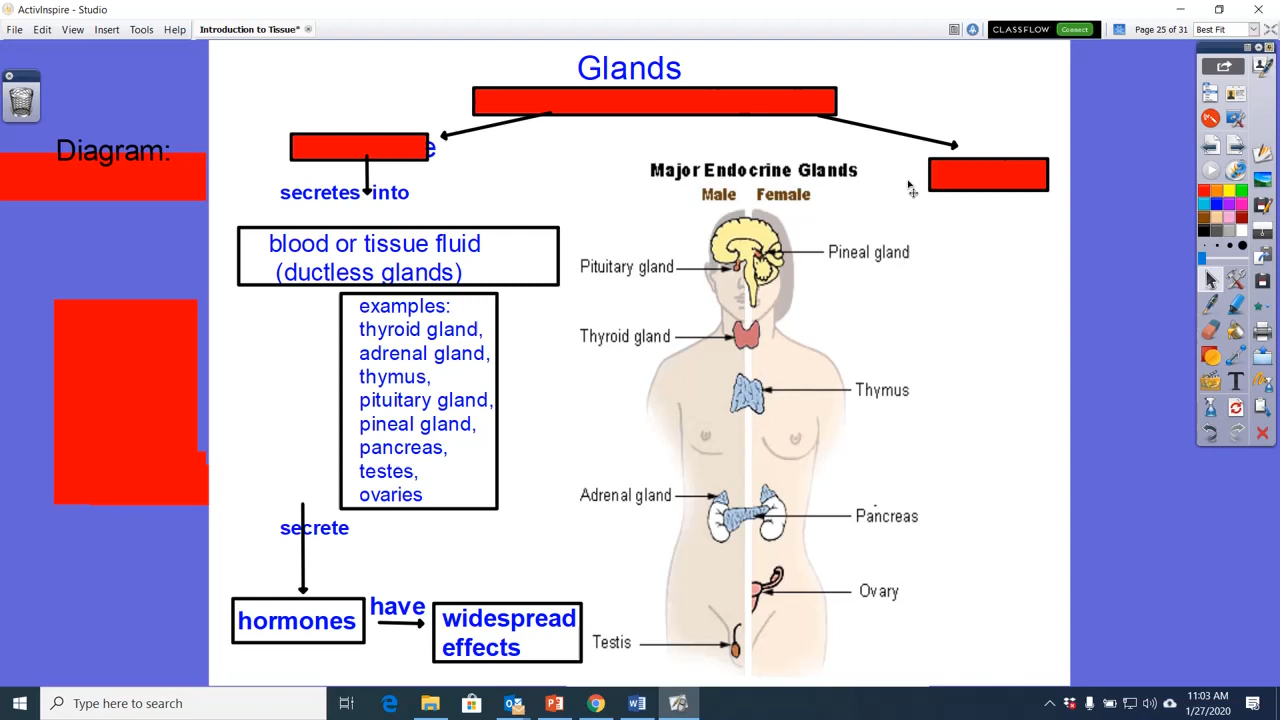 ActivInspire - Studio
File Edit View Insert Tools Help
Introduction to Tissue*
CLASSFLOW Connect
Page 25 of 31
Best Fit
Glands
Diagram:
e
secretes into
blood or tissue fluid
(ductless glands)
examples:
thyroid gland,
adrenal gland,
thymus,
pituitary gland,
pineal gland,
pancreas,
testes,
ovaries
secrete
hormones
have
widespread
effects
Major Endocrine Glands
Male Female
Pineal gland
Pituitary gland
Thyroid gland
Thymus
Adrenal gland
Pancreas
Ovary
Testis
Type here to search
11:03 AM
1/27/2020